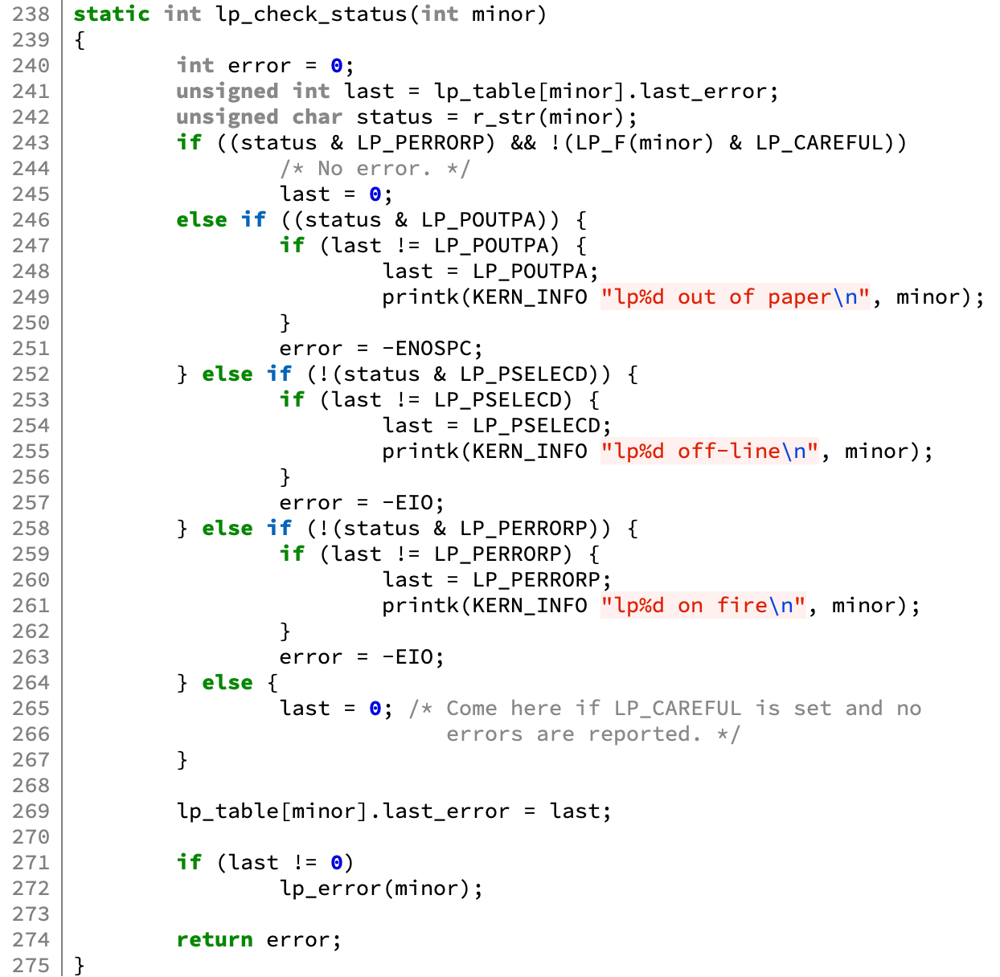 238 static int lp_check_status(int minor)
239 {
240         int error = 0;
241         unsigned int last = lp_table[minor].last_error;
242         unsigned char status = r_str(minor);
243         if ((status & LP_PERRORP) && !(LP_F(minor) & LP_CAREFUL))
244                 /* No error. */
245                 last = 0;
246         else if ((status & LP_POUTPA)) {
247                 if (last != LP_POUTPA) {
248                         last = LP_POUTPA;
249                         printk(KERN_INFO "lp%d out of paper\n", minor);
250                 }
251                 error = -ENOSPC;
252         } else if (!(status & LP_PSELECD)) {
253                 if (last != LP_PSELECD) {
254                         last = LP_PSELECD;
255                         printk(KERN_INFO "lp%d off-line\n", minor);
256                 }
257                 error = -EIO;
258         } else if (!(status & LP_PERRORP)) {
259                 if (last != LP_PERRORP) {
260                         last = LP_PERRORP;
261                         printk(KERN_INFO "lp%d on fire\n", minor);
262                 }
263                 error = -EIO;
264         } else {
265                 last = 0; /* Come here if LP_CAREFUL is set and no
266                              errors are reported. */
267         }
268
269         lp_table[minor].last_error = last;
270
271         if (last != 0)
272                 lp_error(minor);
273
274         return error;
275 }